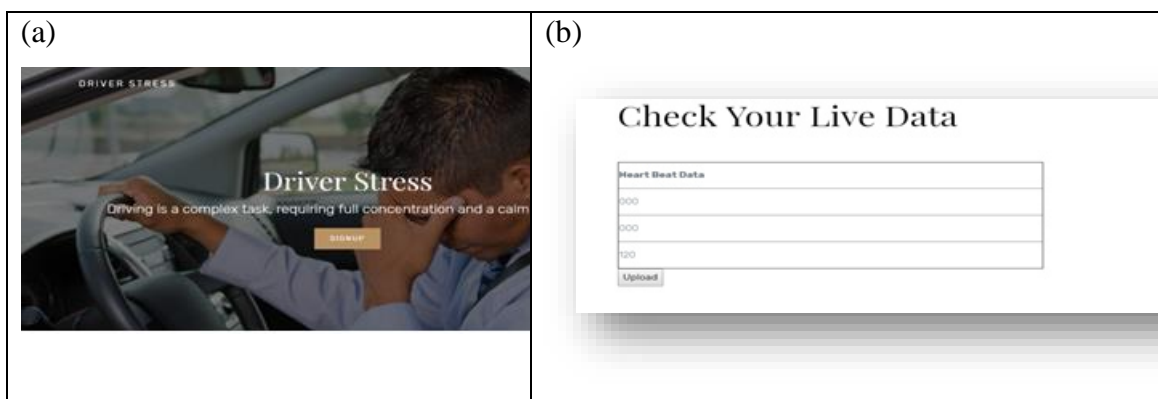 (a)
DRIVER STRESS
Driver Stress
Driving is a complex task, requiring full concentration and a calm
SIGNUP
(b)
Check Your Live Data
Heart Beat Data
000
000
120
Upload